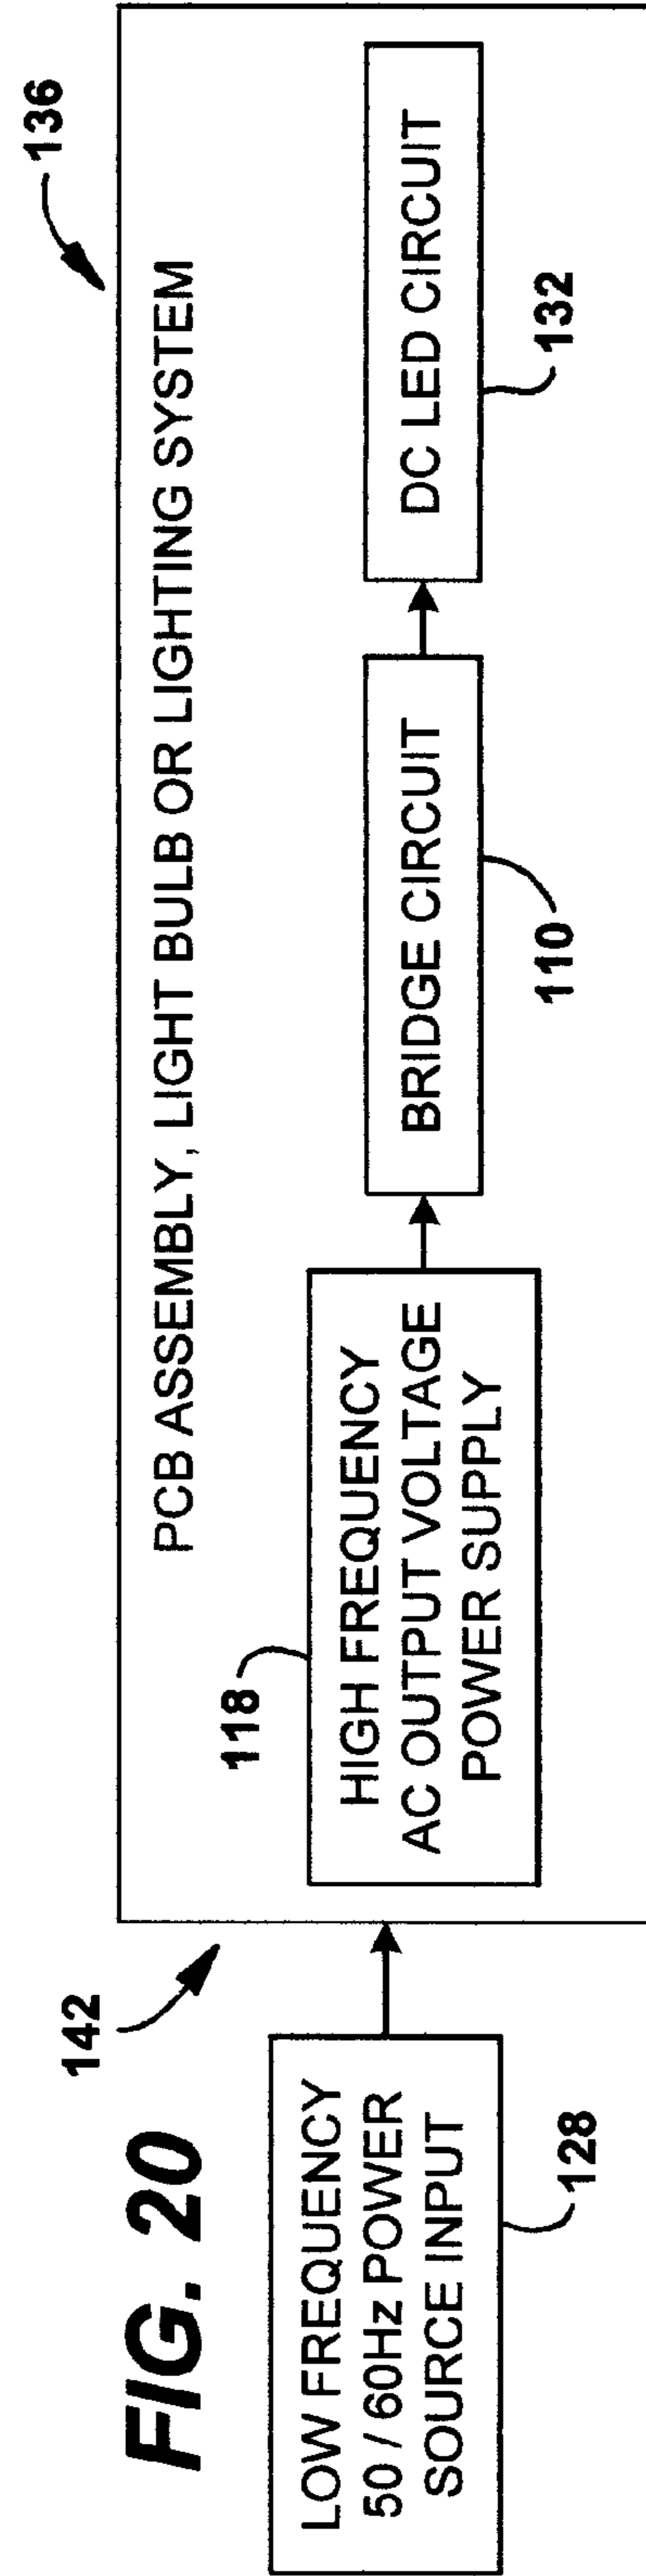 FIG. 20
142
136
PCB ASSEMBLY, LIGHT BULB OR LIGHTING SYSTEM
LOW FREQUENCY
50 / 60Hz POWER
SOURCE INPUT
128
118
HIGH FREQUENCY
AC OUTPUT VOLTAGE
POWER SUPPLY
BRIDGE CIRCUIT
110
DC LED CIRCUIT
132